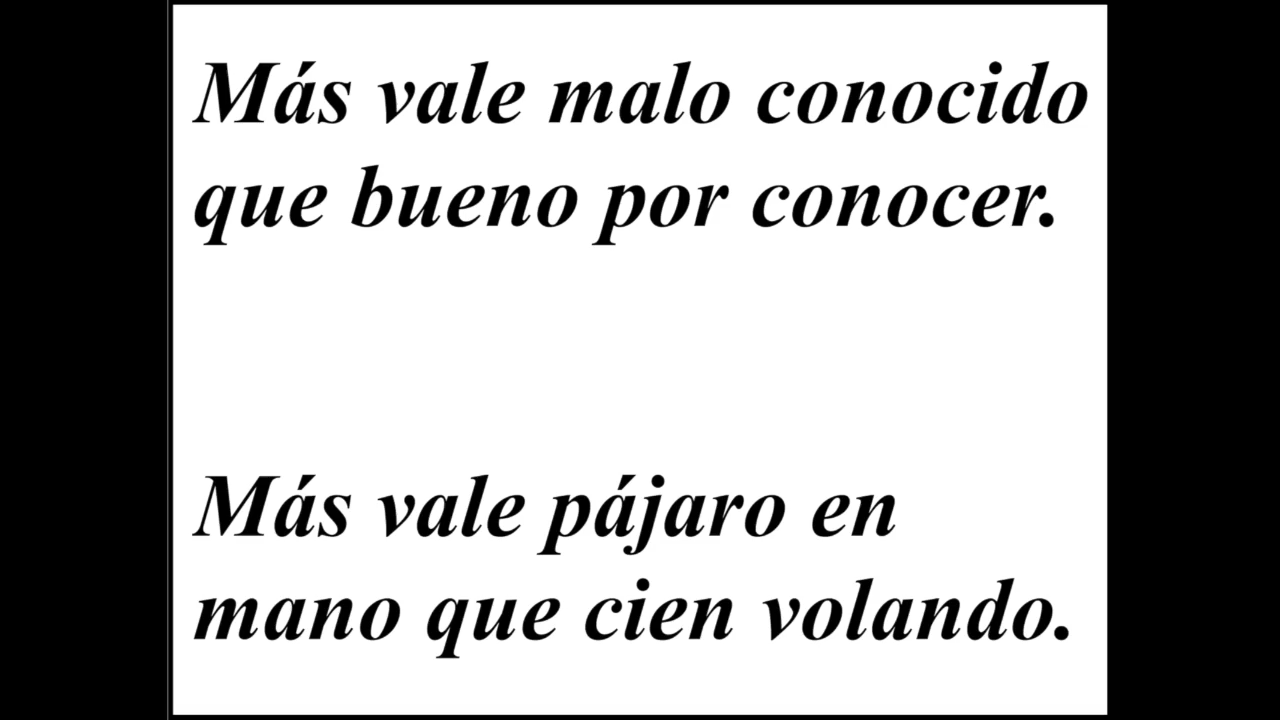 Más vale malo conocido
que bueno por conocer.
Más vale pájaro en
mano que cien volando.